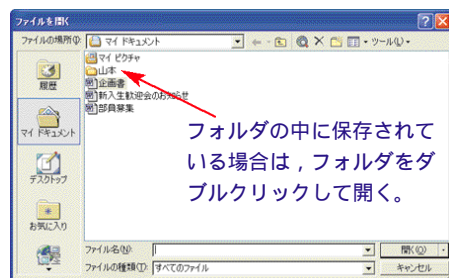 ファイルを開く
ファイルの場所(I): マイ ドキュメント ツール(L)
マイ ピクチャ
山本
企画書
新入生歓迎会のお知らせ
部員募集
履歴
マイ ドキュメント
デスクトップ
お気に入り
フォルダの中に保存されて
いる場合は，フォルダをダ
ブルクリックして開く。
ファイル名(N): 開く(O)
ファイルの種類(T): すべてのファイル キャンセル